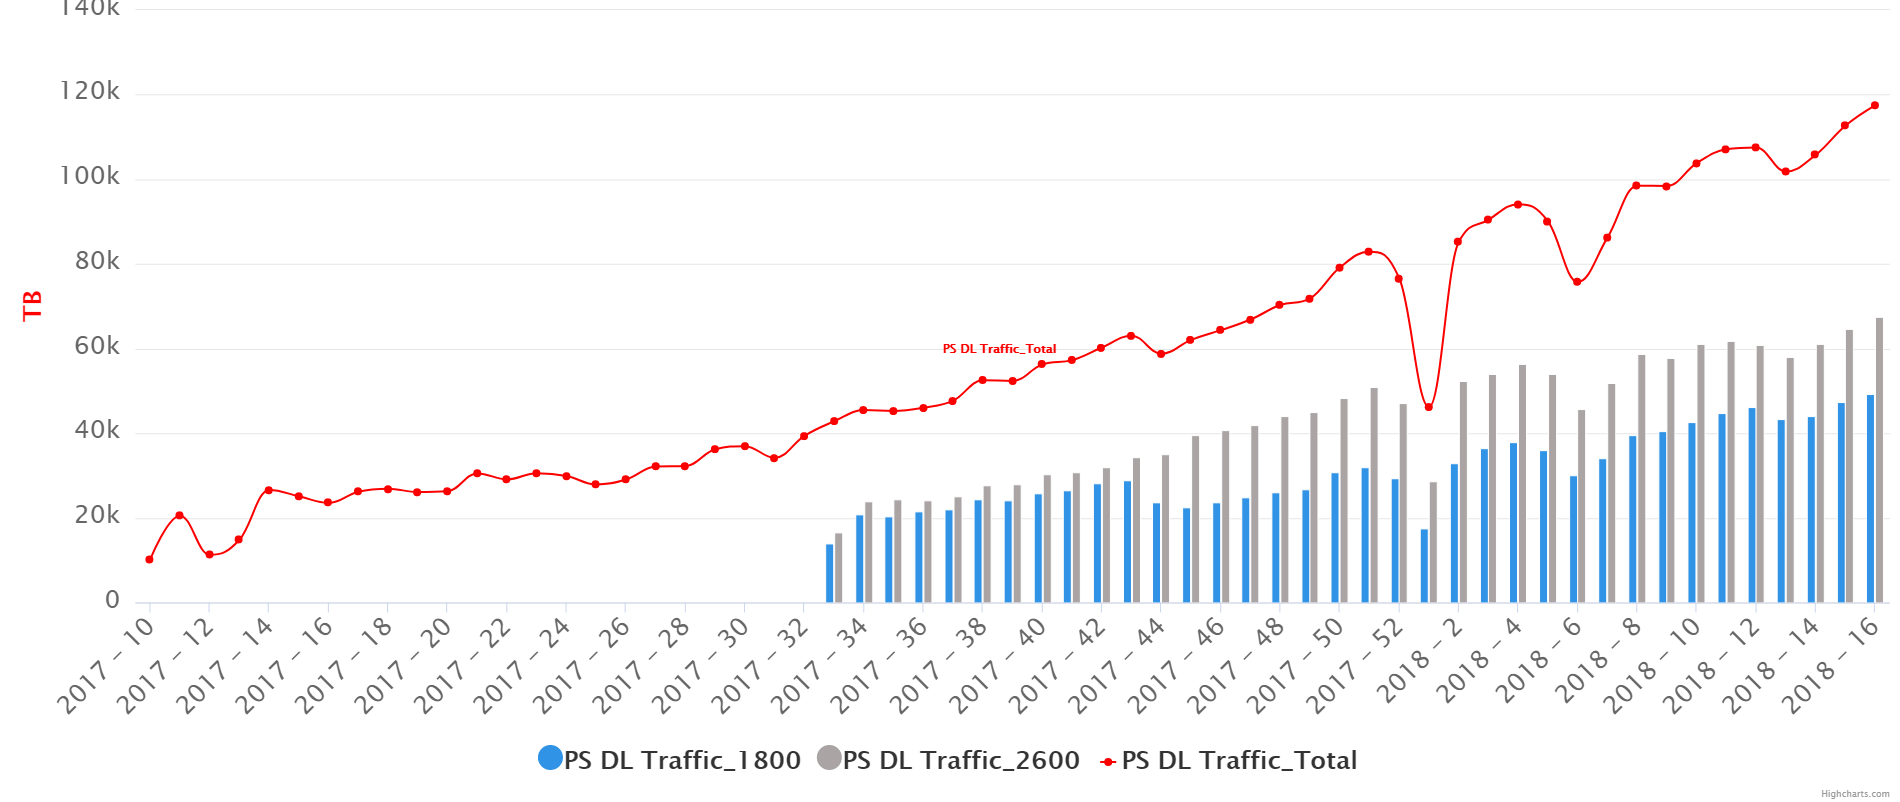 140k
120k
100k
80k
60k
40k
20k
0
TB
PS DL Traffic_Total
2017 - 10
2017 - 12
2017 - 14
2017 - 16
2017 - 18
2017 - 20
2017 - 22
2017 - 24
2017 - 26
2017 - 28
2017 - 30
2017 - 32
2017 - 34
2017 - 36
2017 - 38
2017 - 40
2017 - 42
2017 - 44
2017 - 46
2017 - 48
2017 - 50
2017 - 52
2018 - 2
2018 - 4
2018 - 6
2018 - 8
2018 - 10
2018 - 12
2018 - 14
2018 - 16
PS DL Traffic_1800 PS DL Traffic_2600 PS DL Traffic_Total
Highcharts.com